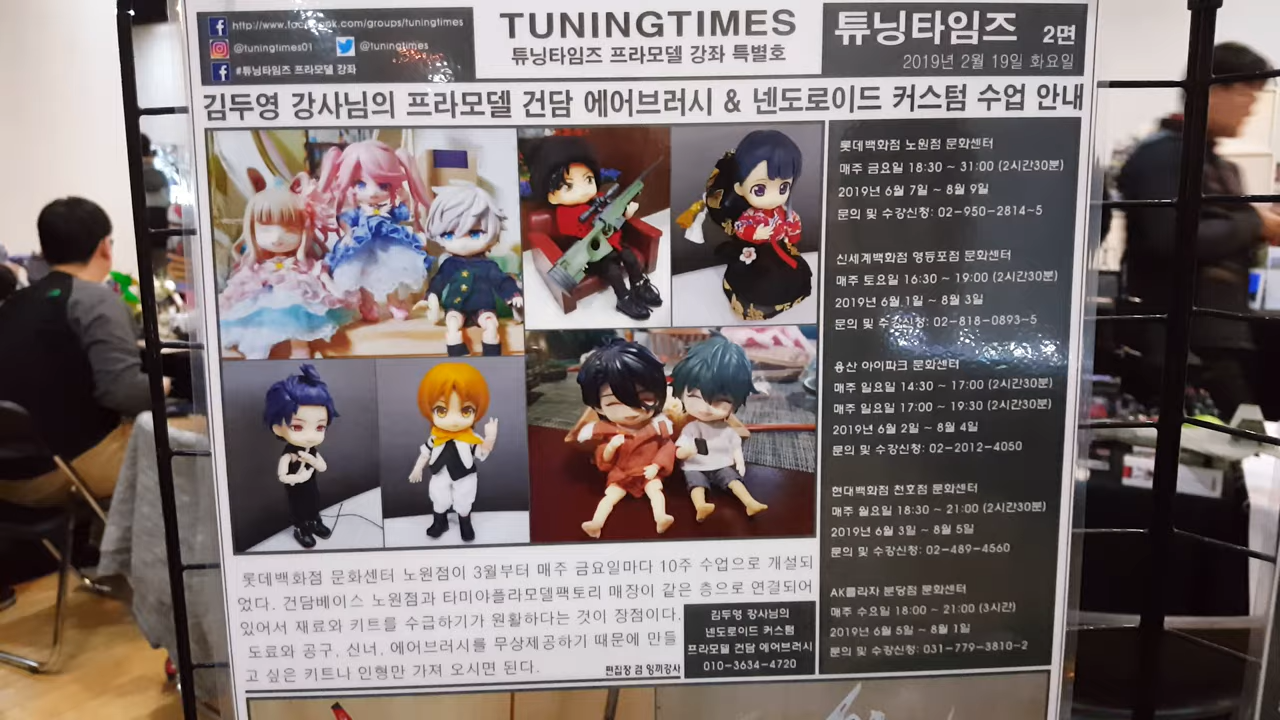 http://www.facebook.com/groups/tuningtimes
@tuningtimes01 @tuningtimes
#튜닝타임즈 프라모델 강좌
TUNINGTIMES
튜닝타임즈 프라모델 강좌 특별호
튜닝타임즈 2면
2019년 2월 19일 화요일
김두영 강사님의 프라모델 건담 에어브러시 & 넨도로이드 커스텀 수업 안내
롯데백화점 노원점 문화센터
매주 금요일 18:30 ~ 31:00 (2시간30분)
2019년 6월 7일 ~ 8월 9일
문의 및 수강신청: 02-950-2814~5
신세계백화점 영등포점 문화센터
매주 토요일 16:30 ~ 19:00 (2시간30분)
2019년 6월 1일 ~ 8월 3일
문의 및 수강신청: 02-818-0893~5
용산 아이파크 문화센터
매주 일요일 14:30 ~ 17:00 (2시간30분)
매주 일요일 17:00 ~ 19:30 (2시간30분)
2019년 6월 2일 ~ 8월 4일
문의 및 수강신청: 02-2012-4050
현대백화점 천호점 문화센터
매주 월요일 18:30 ~ 21:00 (2시간30분)
2019년 6월 3일 ~ 8월 5일
문의 및 수강신청: 02-489-4560
AK플라자 분당점 문화센터
매주 수요일 18:00 ~ 21:00 (3시간)
2019년 6월 5일 ~ 8월 1일
문의 및 수강신청: 031-779-3810~2
롯데백화점 문화센터 노원점이 3월부터 매주 금요일마다 10주 수업으로 개설되
었다. 건담베이스 노원점과 타미야플라모델팩토리 매장이 같은 층으로 연결되어
있어서 재료와 키트를 수급하기가 원활하다는 것이 장점이다.
도료와 공구, 신너, 에어브러시를 무상제공하기 때문에 만들
고 싶은 키트나 인형만 가져 오시면 된다.
편집장 겸 잉끼강사
김두영 강사님의
넨도로이드 커스텀
프라모델 건담 에어브러시
010-3634-4720